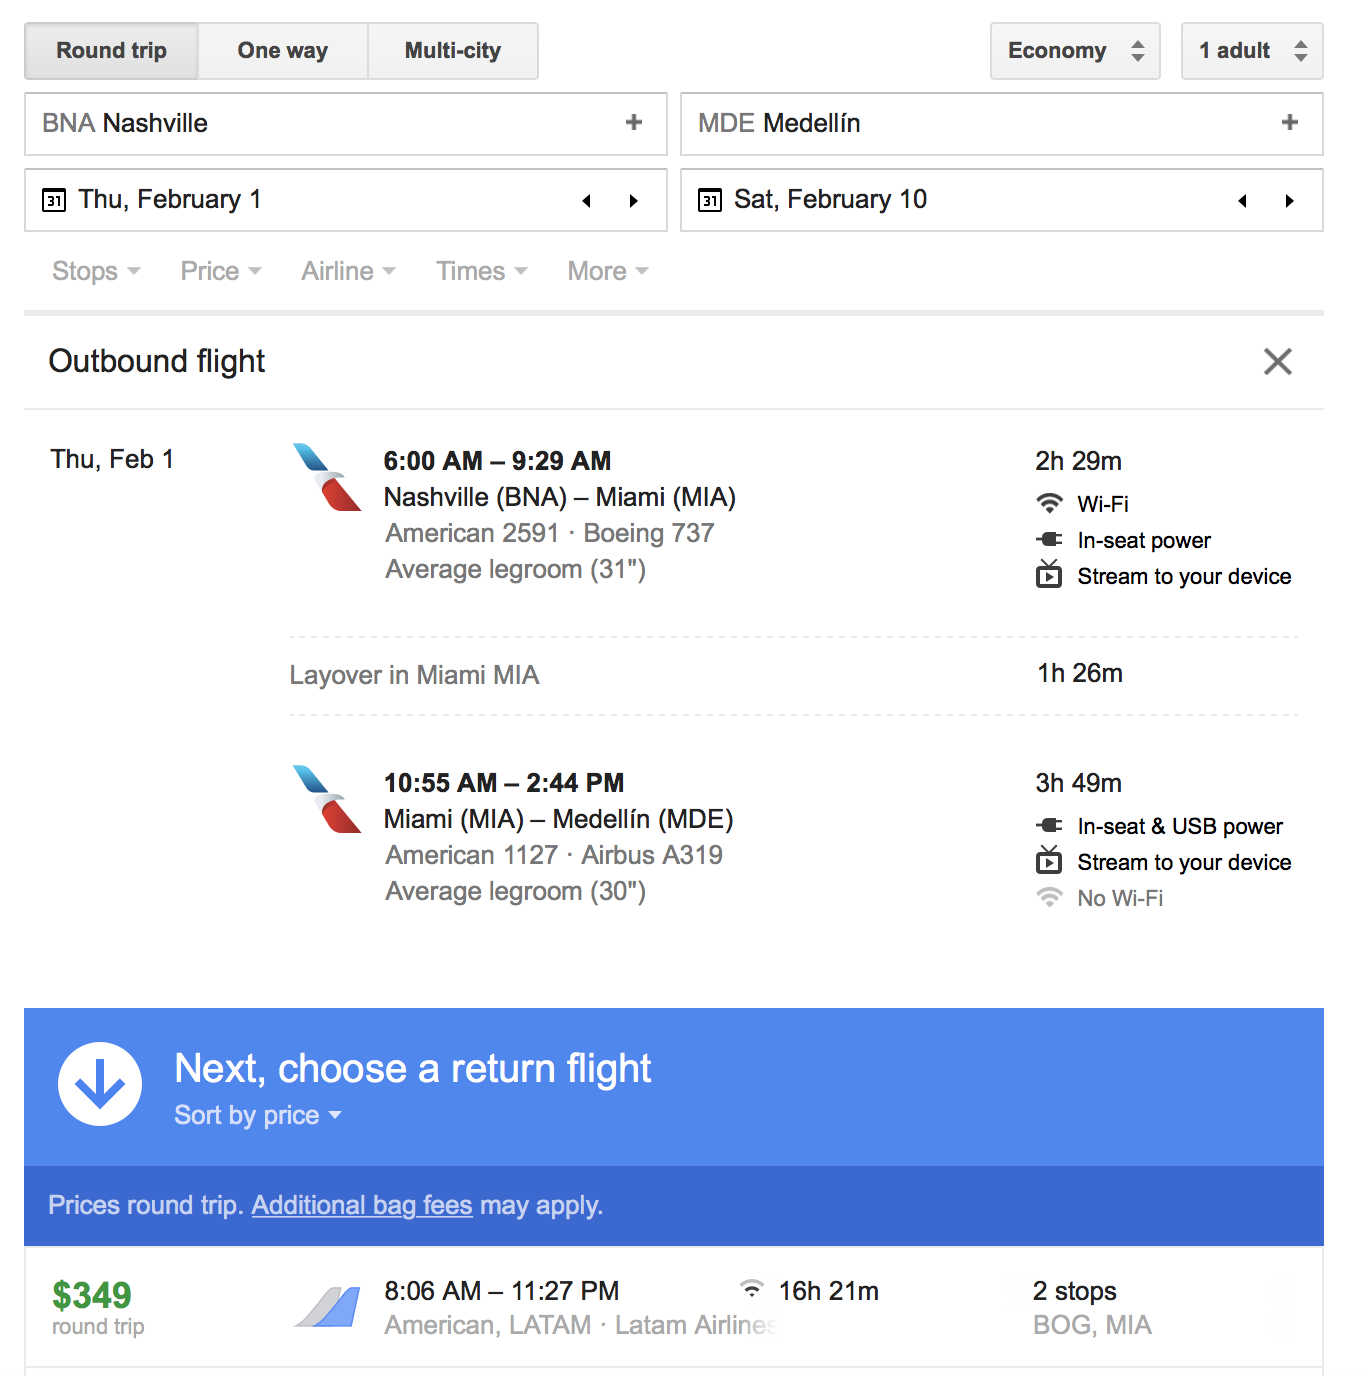 Round trip One way Multi-city Economy 1 adult
BNA Nashville + MDE Medellín +
31 Thu, February 1 31 Sat, February 10
Stops Price Airline Times More
Outbound flight
Thu, Feb 1 6:00 AM – 9:29 AM 2h 29m
Nashville (BNA) – Miami (MIA) Wi-Fi
American 2591 · Boeing 737 In-seat power
Average legroom (31") Stream to your device
Layover in Miami MIA 1h 26m
10:55 AM – 2:44 PM 3h 49m
Miami (MIA) – Medellín (MDE) In-seat & USB power
American 1127 · Airbus A319 Stream to your device
Average legroom (30") No Wi-Fi
Next, choose a return flight
Sort by price
Prices round trip. Additional bag fees may apply.
$349 8:06 AM – 11:27 PM 16h 21m 2 stops
round trip American, LATAM · Latam Airlines BOG, MIA